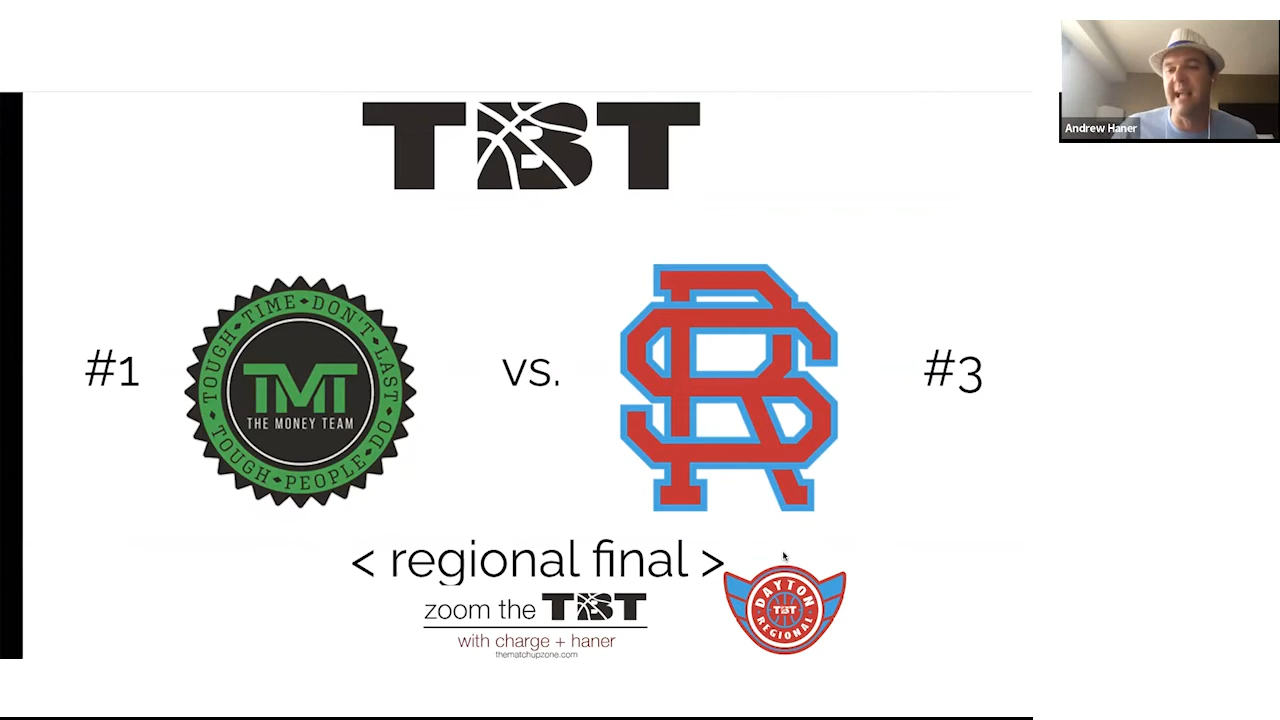 TBT
Andrew Haner
#1
TOUGH·TIME·DON'T·LAST
TMT
THE MONEY TEAM
TOUGH·PEOPLE·DO
vs.
RS
#3
< regional final >
zoom the TBT
with charge + haner
thematchupzone.com
DAYTON
TBT
REGIONAL